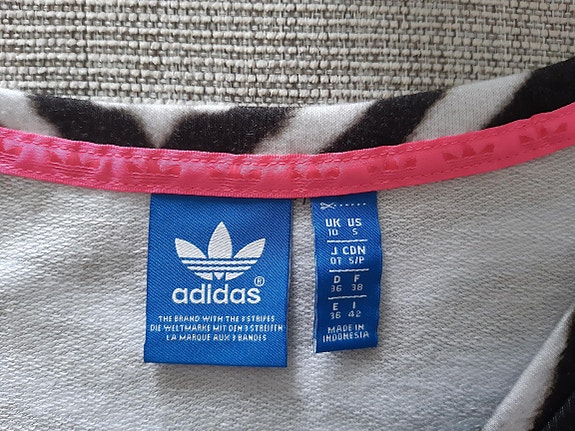 adidas®
THE BRAND WITH THE 3 STRIPES
DIE WELTMARKE MIT DEN 3 STREIFEN
LA MARQUE AUX 3 BANDES
UK US
10 S
J CDN
OT S/P
D F
36 38
E I
38 42
MADE IN
INDONESIA